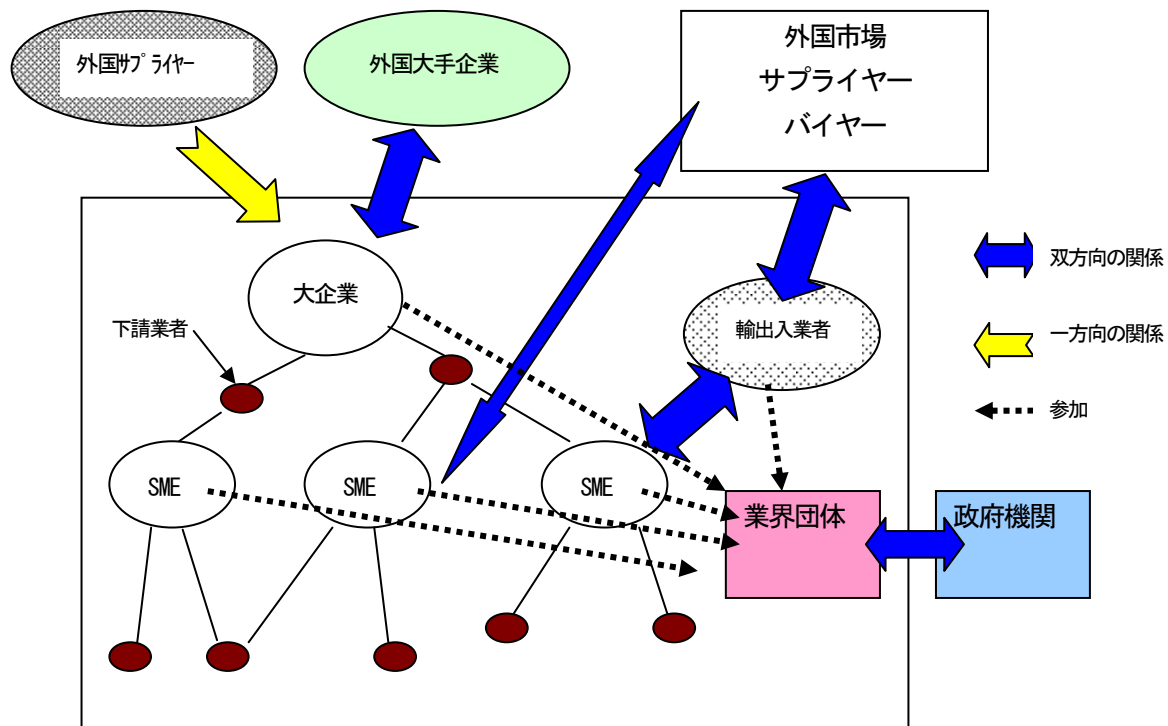 外国ｻﾌﾟﾗｲﾔｰ
外国大手企業
外国市場
サプライヤー
バイヤー
双方向の関係
大企業
下請業者
輸出入業者
一方向の関係
参加
SME
SME
SME
業界団体
政府機関